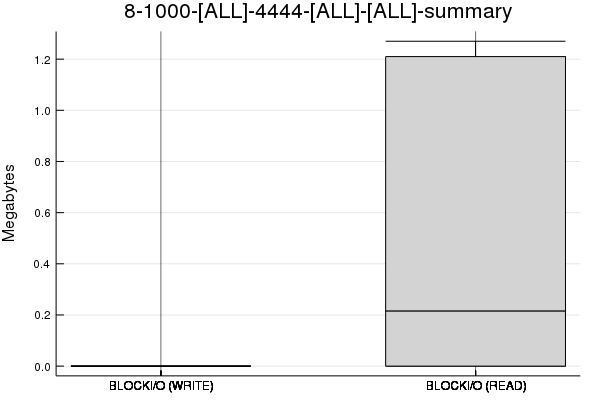 8-1000-[ALL]-4444-[ALL]-[ALL]-summary
Megabytes
1.2
1.0
0.8
0.6
0.4
0.2
0.0
BLOCKI/O (WRITE)
BLOCKI/O (READ)